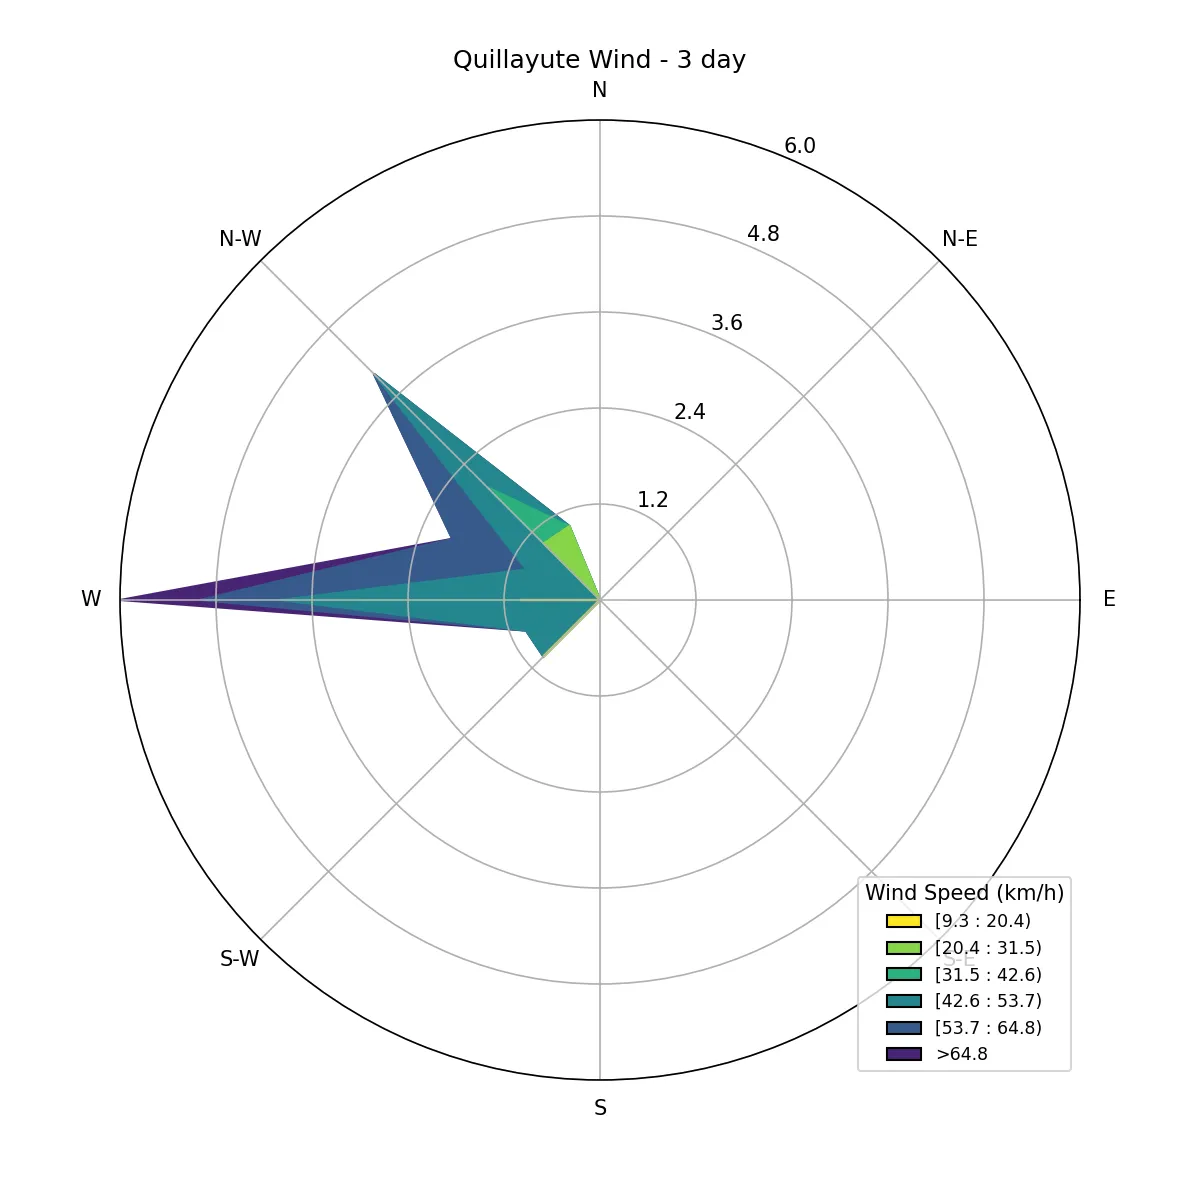 Quillayute Wind - 3 day
N
6.0
N-W
N-E
4.8
3.6
2.4
1.2
W
E
S-W
S-E
S
Wind Speed (km/h)
[9.3 : 20.4)
[20.4 : 31.5)
[31.5 : 42.6)
[42.6 : 53.7)
[53.7 : 64.8)
>64.8